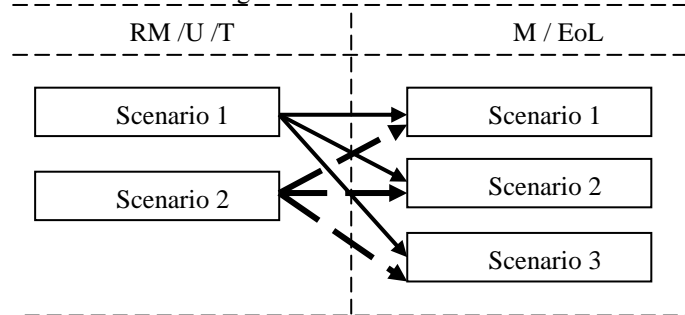 RM /U /T M / EoL
Scenario 1 Scenario 1
Scenario 2 Scenario 2
Scenario 3